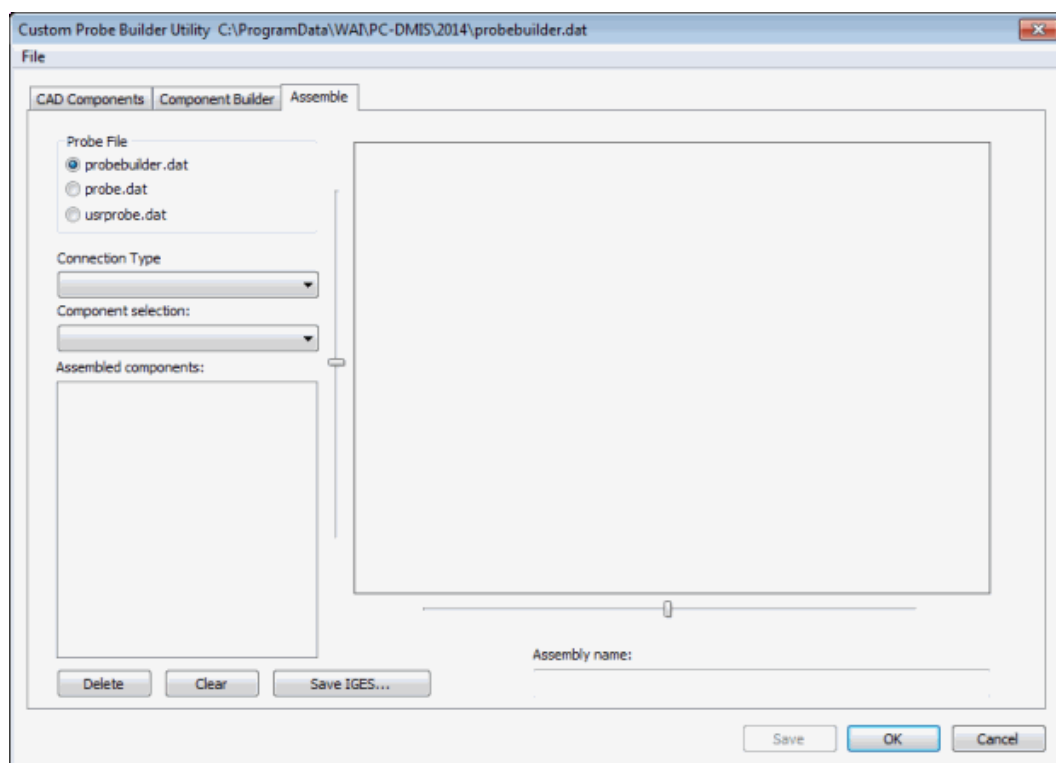 Custom Probe Builder Utility C:\ProgramData\WAI\PC-DMIS\2014\probebuilder.dat
File
CAD Components Component Builder Assemble
Probe File
probebuilder.dat
probe.dat
usrprobe.dat
Connection Type
Component selection:
Assembled components:
Assembly name:
Delete Clear Save IGES...
Save OK Cancel